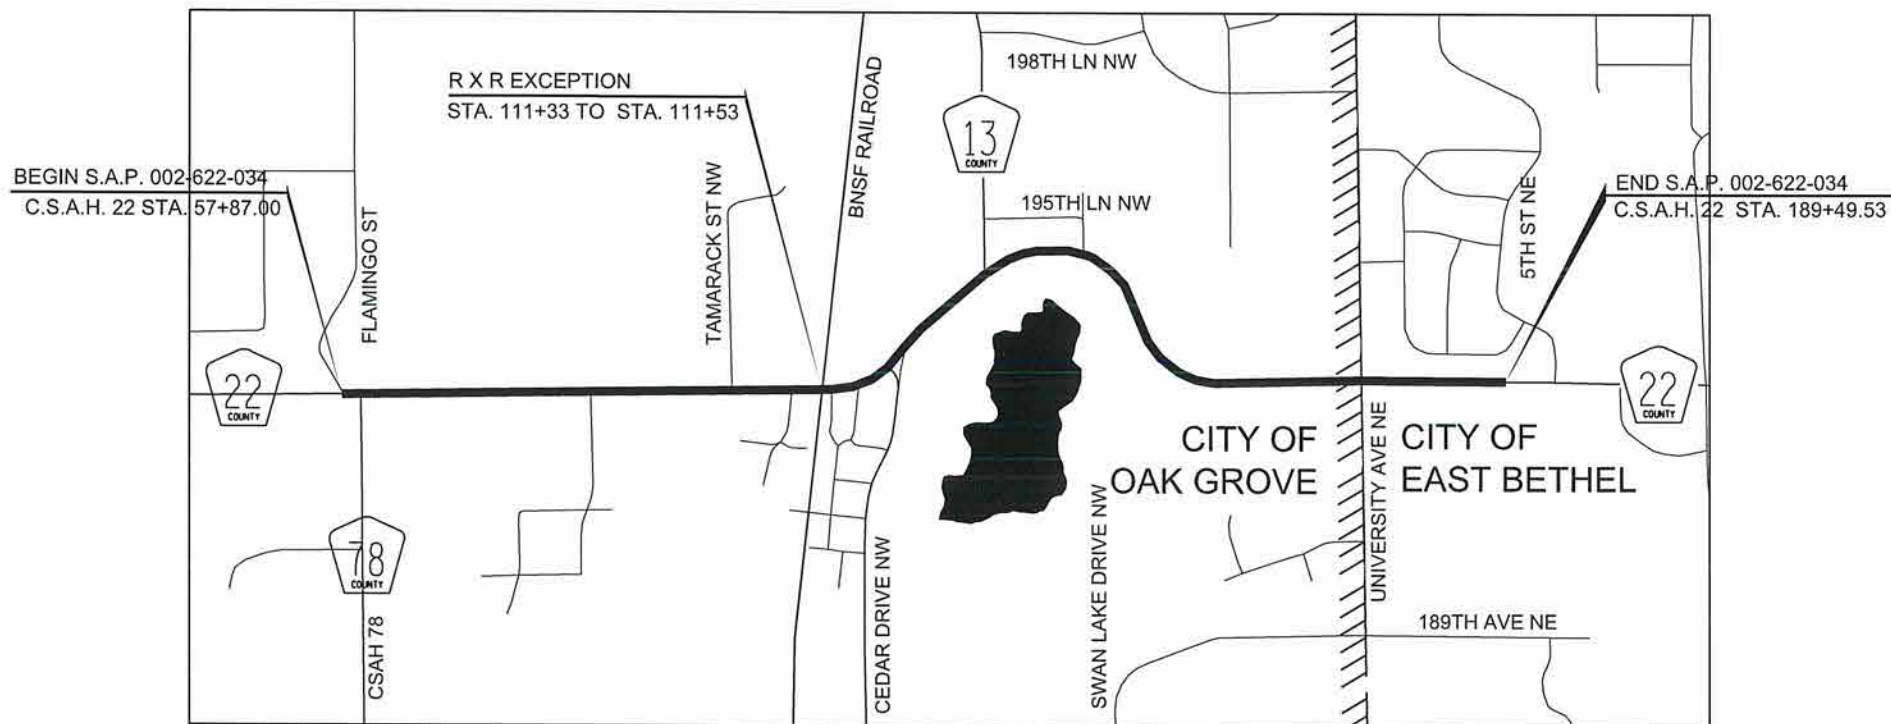 198TH LN NW
R X R EXCEPTION
STA. 111+33 TO STA. 111+53
BNSF RAILROAD
13
COUNTY
BEGIN S.A.P. 002-622-034
C.S.A.H. 22 STA. 57+87.00
FLAMINGO ST
TAMARACK ST NW
195TH LN NW
5TH ST NE
END S.A.P. 002-622-034
C.S.A.H. 22 STA. 189+49.53
22
COUNTY
22
COUNTY
CITY OF
OAK GROVE
CITY OF
EAST BETHEL
UNIVERSITY AVE NE
78
COUNTY
CSAH 78
CEDAR DRIVE NW
SWAN LAKE DRIVE NW
189TH AVE NE